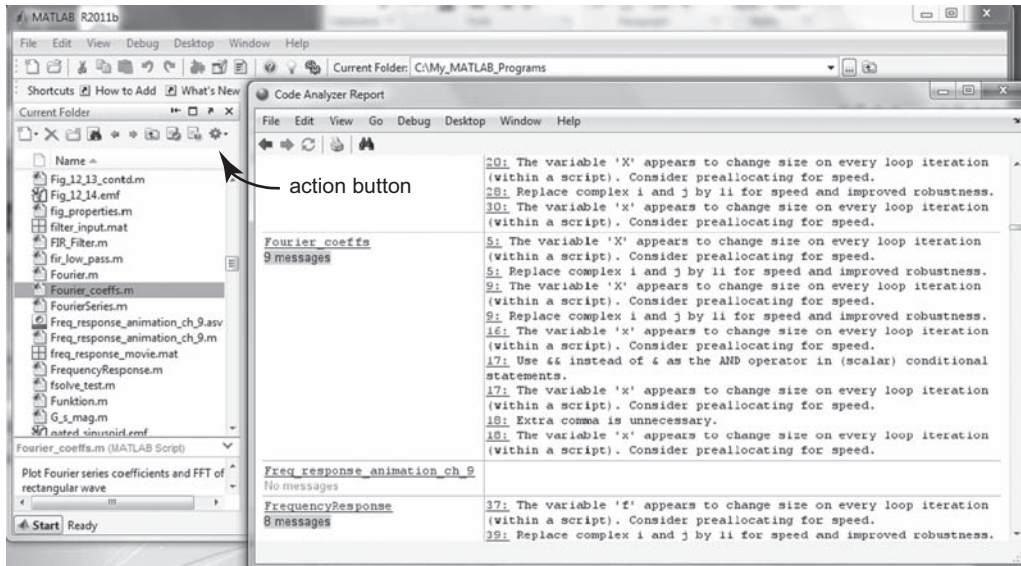 MATLAB R2011b
File Edit View Debug Desktop Window Help
Current Folder: C:\My_MATLAB_Programs
Shortcuts How to Add What's New
Current Folder
Name
Fig_12_13_contd.m
Fig_12_14.emf
fig_properties.m
filter_input.mat
FIR_Filter.m
fir_low_pass.m
Fourier.m
Fourier_coeffs.m
FourierSeries.m
Freq_response_animation_ch_9.asv
Freq_response_animation_ch_9.m
freq_response_movie.mat
FrequencyResponse.m
fsolve_test.m
Funktion.m
G_s_mag.m
gated_sinusoid.emf
Fourier_coeffs.m (MATLAB Script)
Plot Fourier series coefficients and FFT of
rectangular wave
Start Ready
action button
Code Analyzer Report
File Edit View Go Debug Desktop Window Help
20: The variable 'X' appears to change size on every loop iteration
(within a script). Consider preallocating for speed.
28: Replace complex i and j by 1i for speed and improved robustness.
30: The variable 'x' appears to change size on every loop iteration
(within a script). Consider preallocating for speed.
Fourier_coeffs
9 messages
5: The variable 'X' appears to change size on every loop iteration
(within a script). Consider preallocating for speed.
5: Replace complex i and j by 1i for speed and improved robustness.
9: The variable 'X' appears to change size on every loop iteration
(within a script). Consider preallocating for speed.
9: Replace complex i and j by 1i for speed and improved robustness.
16: The variable 'x' appears to change size on every loop iteration
(within a script). Consider preallocating for speed.
17: Use && instead of & as the AND operator in (scalar) conditional
statements.
17: The variable 'x' appears to change size on every loop iteration
(within a script). Consider preallocating for speed.
18: Extra comma is unnecessary.
18: The variable 'x' appears to change size on every loop iteration
(within a script). Consider preallocating for speed.
Freq_response_animation_ch_9
No messages
FrequencyResponse
8 messages
37: The variable 'f' appears to change size on every loop iteration
(within a script). Consider preallocating for speed.
39: Replace complex i and j by 1i for speed and improved robustness.